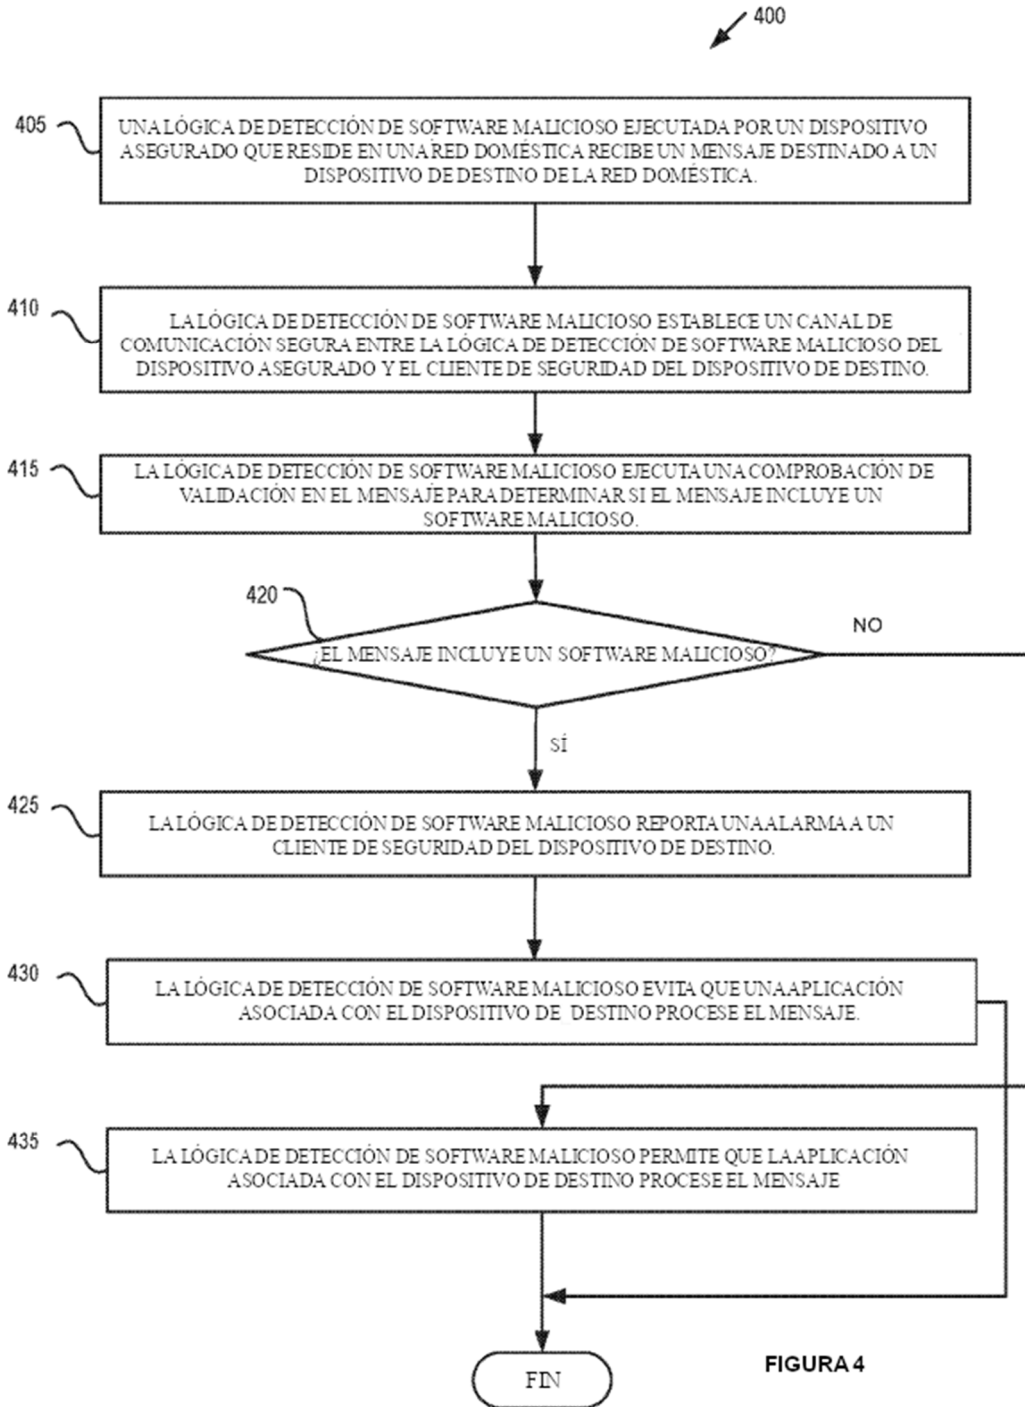 400
405
UNA LÓGICA DE DETECCIÓN DE SOFTWARE MALICIOSO EJECUTADA POR UN DISPOSITIVO
ASEGURADO QUE RESIDE EN UNA RED DOMÉSTICA RECIBE UN MENSAJE DESTINADO A UN
DISPOSITIVO DE DESTINO DE LA RED DOMÉSTICA.
410
LA LÓGICA DE DETECCIÓN DE SOFTWARE MALICIOSO ESTABLECE UN CANAL DE
COMUNICACIÓN SEGURA ENTRE LA LÓGICA DE DETECCIÓN DE SOFTWARE MALICIOSO DEL
DISPOSITIVO ASEGURADO Y EL CLIENTE DE SEGURIDAD DEL DISPOSITIVO DE DESTINO.
415
LA LÓGICA DE DETECCIÓN DE SOFTWARE MALICIOSO EJECUTA UNA COMPROBACIÓN DE
VALIDACIÓN EN EL MENSAJE PARA DETERMINAR SI EL MENSAJE INCLUYE UN
SOFTWARE MALICIOSO.
420
NO
¿EL MENSAJE INCLUYE UN SOFTWARE MALICIOSO?
SÍ
425
LA LÓGICA DE DETECCIÓN DE SOFTWARE MALICIOSO REPORTA UNA ALARMA A UN
CLIENTE DE SEGURIDAD DEL DISPOSITIVO DE DESTINO.
430
LA LÓGICA DE DETECCIÓN DE SOFTWARE MALICIOSO EVITA QUE UNA APLICACIÓN
ASOCIADA CON EL DISPOSITIVO DE DESTINO PROCESE EL MENSAJE.
435
LA LÓGICA DE DETECCIÓN DE SOFTWARE MALICIOSO PERMITE QUE LA APLICACIÓN
ASOCIADA CON EL DISPOSITIVO DE DESTINO PROCESE EL MENSAJE
FIN
FIGURA 4